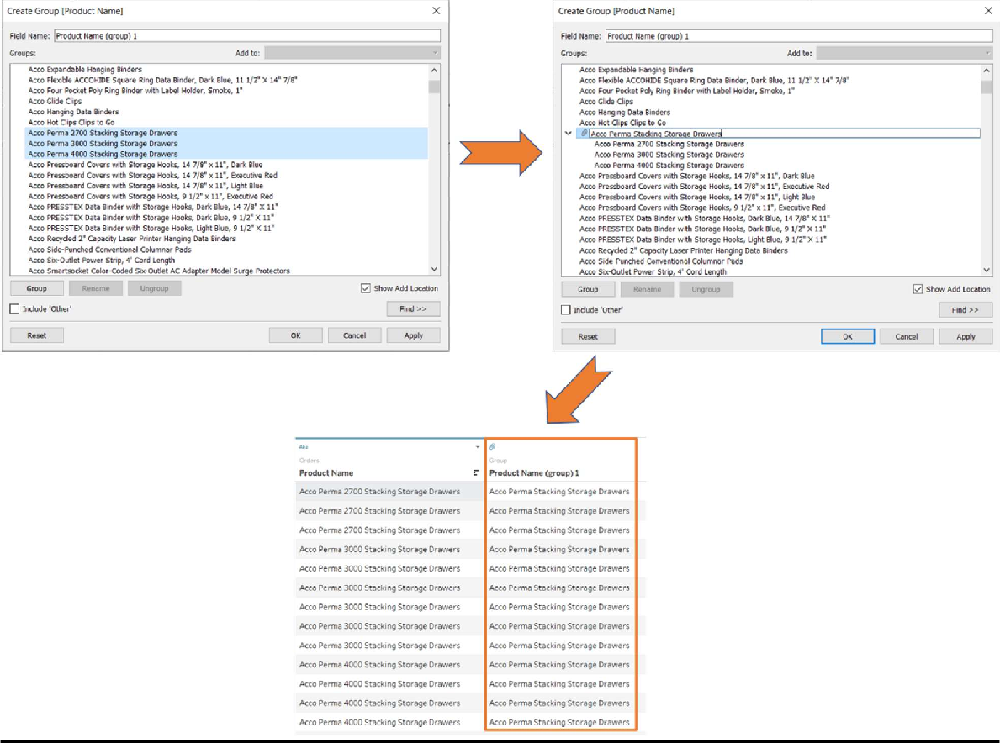 Create Group [Product Name]
Field Name: Product Name (group) 1
Groups: Add to:
Acco Expandable Hanging Binders
Acco Flexible ACCOHIDE Square Ring Data Binder, Dark Blue, 11 1/2" X 14" 7/8"
Acco Four Pocket Poly Ring Binder with Label Holder, Smoke, 1"
Acco Glide Clips
Acco Hanging Data Binders
Acco Hot Clips Clips to Go
Acco Perma 2700 Stacking Storage Drawers
Acco Perma 3000 Stacking Storage Drawers
Acco Perma 4000 Stacking Storage Drawers
Acco Pressboard Covers with Storage Hooks, 14 7/8" x 11", Dark Blue
Acco Pressboard Covers with Storage Hooks, 14 7/8" x 11", Executive Red
Acco Pressboard Covers with Storage Hooks, 14 7/8" x 11", Light Blue
Acco Pressboard Covers with Storage Hooks, 9 1/2" x 11", Executive Red
Acco PRESSTEX Data Binder with Storage Hooks, Dark Blue, 14 7/8" X 11"
Acco PRESSTEX Data Binder with Storage Hooks, Dark Blue, 9 1/2" X 11"
Acco PRESSTEX Data Binder with Storage Hooks, Light Blue, 9 1/2" X 11"
Acco Recycled 2" Capacity Laser Printer Hanging Data Binders
Acco Side-Punched Conventional Columnar Pads
Acco Six-Outlet Power Strip, 4' Cord Length
Acco Smartsocket Color-Coded Six-Outlet AC Adapter Model Surge Protectors
Group Rename Ungroup Show Add Location
Include 'Other' Find >>
Reset OK Cancel Apply
Create Group [Product Name]
Field Name: Product Name (group) 1
Groups: Add to:
Acco Expandable Hanging Binders
Acco Flexible ACCOHIDE Square Ring Data Binder, Dark Blue, 11 1/2" X 14" 7/8"
Acco Four Pocket Poly Ring Binder with Label Holder, Smoke, 1"
Acco Glide Clips
Acco Hanging Data Binders
Acco Hot Clips Clips to Go
Acco Perma Stacking Storage Drawers
Acco Perma 2700 Stacking Storage Drawers
Acco Perma 3000 Stacking Storage Drawers
Acco Perma 4000 Stacking Storage Drawers
Acco Pressboard Covers with Storage Hooks, 14 7/8" x 11", Dark Blue
Acco Pressboard Covers with Storage Hooks, 14 7/8" x 11", Executive Red
Acco Pressboard Covers with Storage Hooks, 14 7/8" x 11", Light Blue
Acco Pressboard Covers with Storage Hooks, 9 1/2" x 11", Executive Red
Acco PRESSTEX Data Binder with Storage Hooks, Dark Blue, 14 7/8" X 11"
Acco PRESSTEX Data Binder with Storage Hooks, Dark Blue, 9 1/2" X 11"
Acco PRESSTEX Data Binder with Storage Hooks, Light Blue, 9 1/2" X 11"
Acco Recycled 2" Capacity Laser Printer Hanging Data Binders
Acco Side-Punched Conventional Columnar Pads
Acco Six-Outlet Power Strip, 4' Cord Length
Group Rename Ungroup Show Add Location
Include 'Other' Find >>
Reset OK Cancel Apply
Abc
Orders Group
Product Name Product Name (group) 1
Acco Perma 2700 Stacking Storage Drawers Acco Perma Stacking Storage Drawers
Acco Perma 2700 Stacking Storage Drawers Acco Perma Stacking Storage Drawers
Acco Perma 2700 Stacking Storage Drawers Acco Perma Stacking Storage Drawers
Acco Perma 3000 Stacking Storage Drawers Acco Perma Stacking Storage Drawers
Acco Perma 3000 Stacking Storage Drawers Acco Perma Stacking Storage Drawers
Acco Perma 3000 Stacking Storage Drawers Acco Perma Stacking Storage Drawers
Acco Perma 3000 Stacking Storage Drawers Acco Perma Stacking Storage Drawers
Acco Perma 3000 Stacking Storage Drawers Acco Perma Stacking Storage Drawers
Acco Perma 3000 Stacking Storage Drawers Acco Perma Stacking Storage Drawers
Acco Perma 4000 Stacking Storage Drawers Acco Perma Stacking Storage Drawers
Acco Perma 4000 Stacking Storage Drawers Acco Perma Stacking Storage Drawers
Acco Perma 4000 Stacking Storage Drawers Acco Perma Stacking Storage Drawers
Acco Perma 4000 Stacking Storage Drawers Acco Perma Stacking Storage Drawers